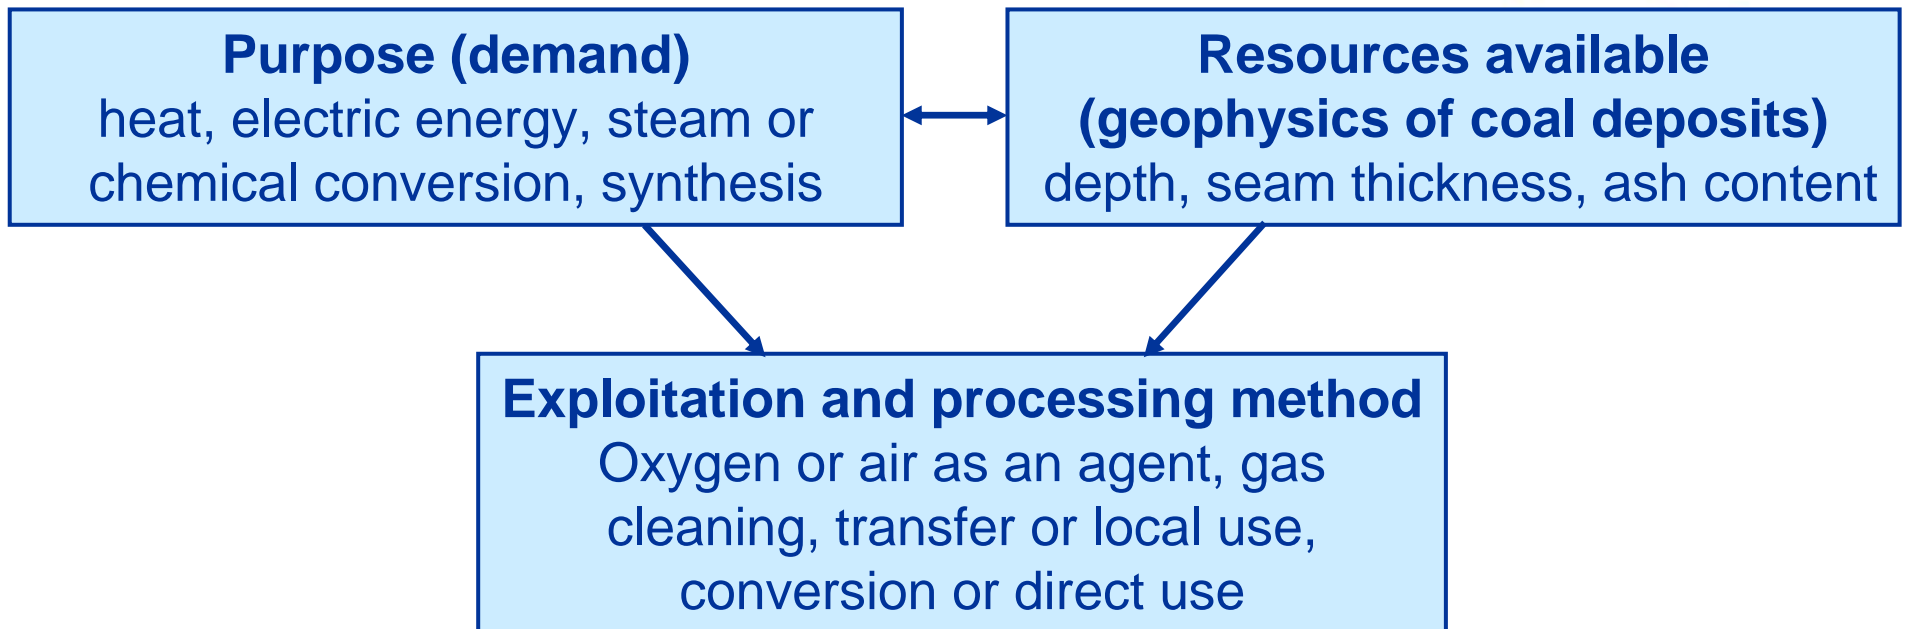 Purpose (demand)
heat, electric energy, steam or
chemical conversion, synthesis
Resources available
(geophysics of coal deposits)
depth, seam thickness, ash content
Exploitation and processing method
Oxygen or air as an agent, gas
cleaning, transfer or local use,
conversion or direct use